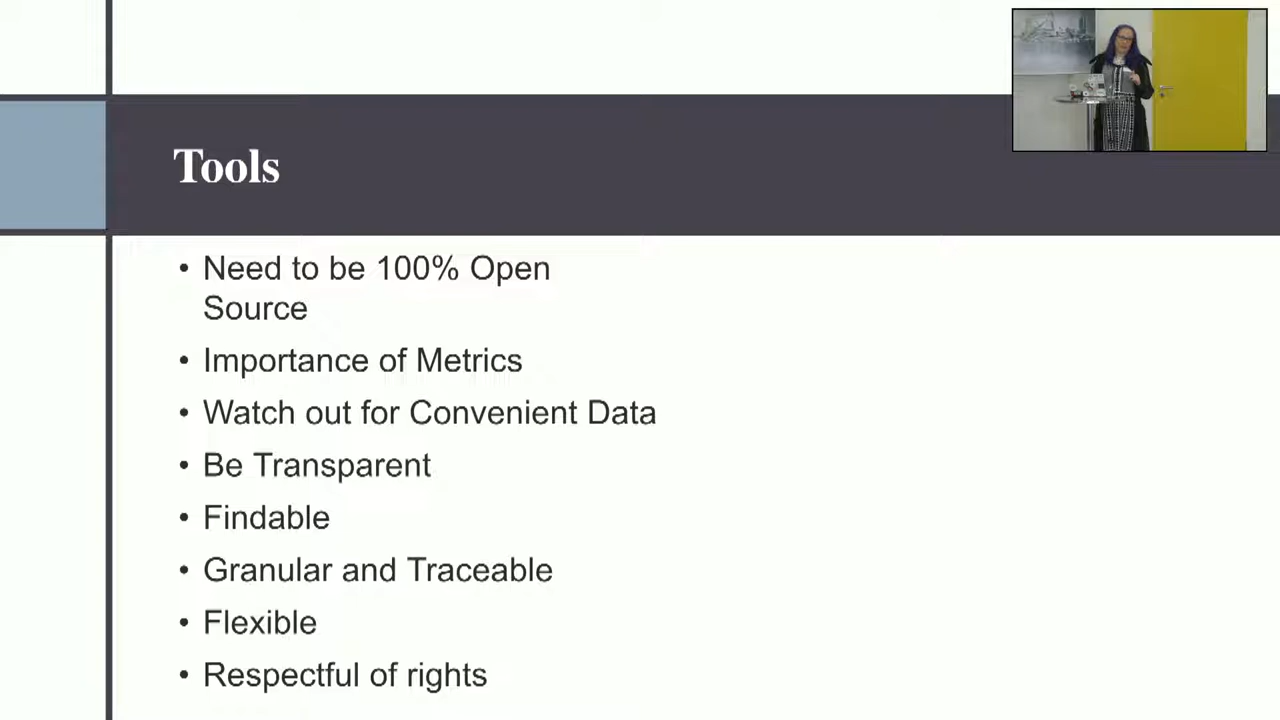 Tools
• Need to be 100% Open
Source
• Importance of Metrics
• Watch out for Convenient Data
• Be Transparent
• Findable
• Granular and Traceable
• Flexible
• Respectful of rights